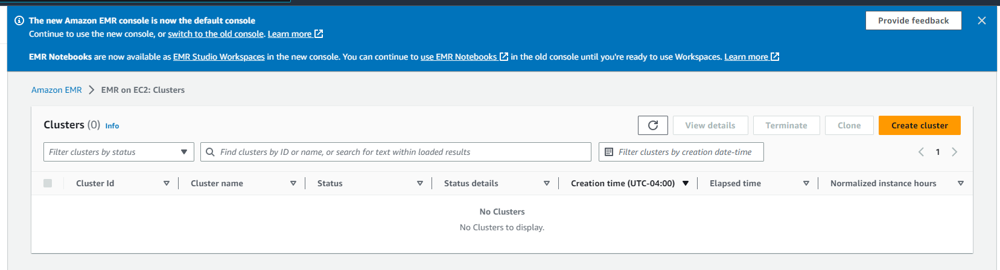 The new Amazon EMR console is now the default console
Provide feedback
Continue to use the new console, or switch to the old console. Learn more
EMR Notebooks are now available as EMR Studio Workspaces in the new console. You can continue to use EMR Notebooks in the old console until you're ready to use Workspaces. Learn more
Amazon EMR > EMR on EC2: Clusters
Clusters (0) Info
View details Terminate Clone Create cluster
Filter clusters by status Find clusters by ID or name, or search for text within loaded results Filter clusters by creation date-time < 1 >
Cluster Id Cluster name Status Status details Creation time (UTC-04:00) Elapsed time Normalized instance hours
No Clusters
No Clusters to display.